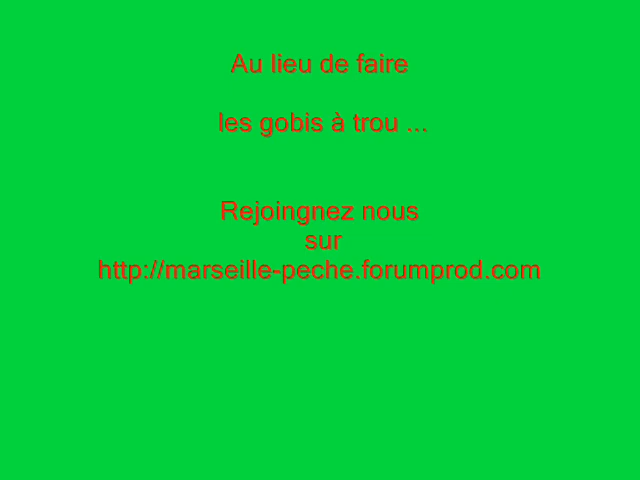 Au lieu de faire
les gobis à trou ...
Rejoingnez nous
sur
http://marseille-peche.forumprod.com